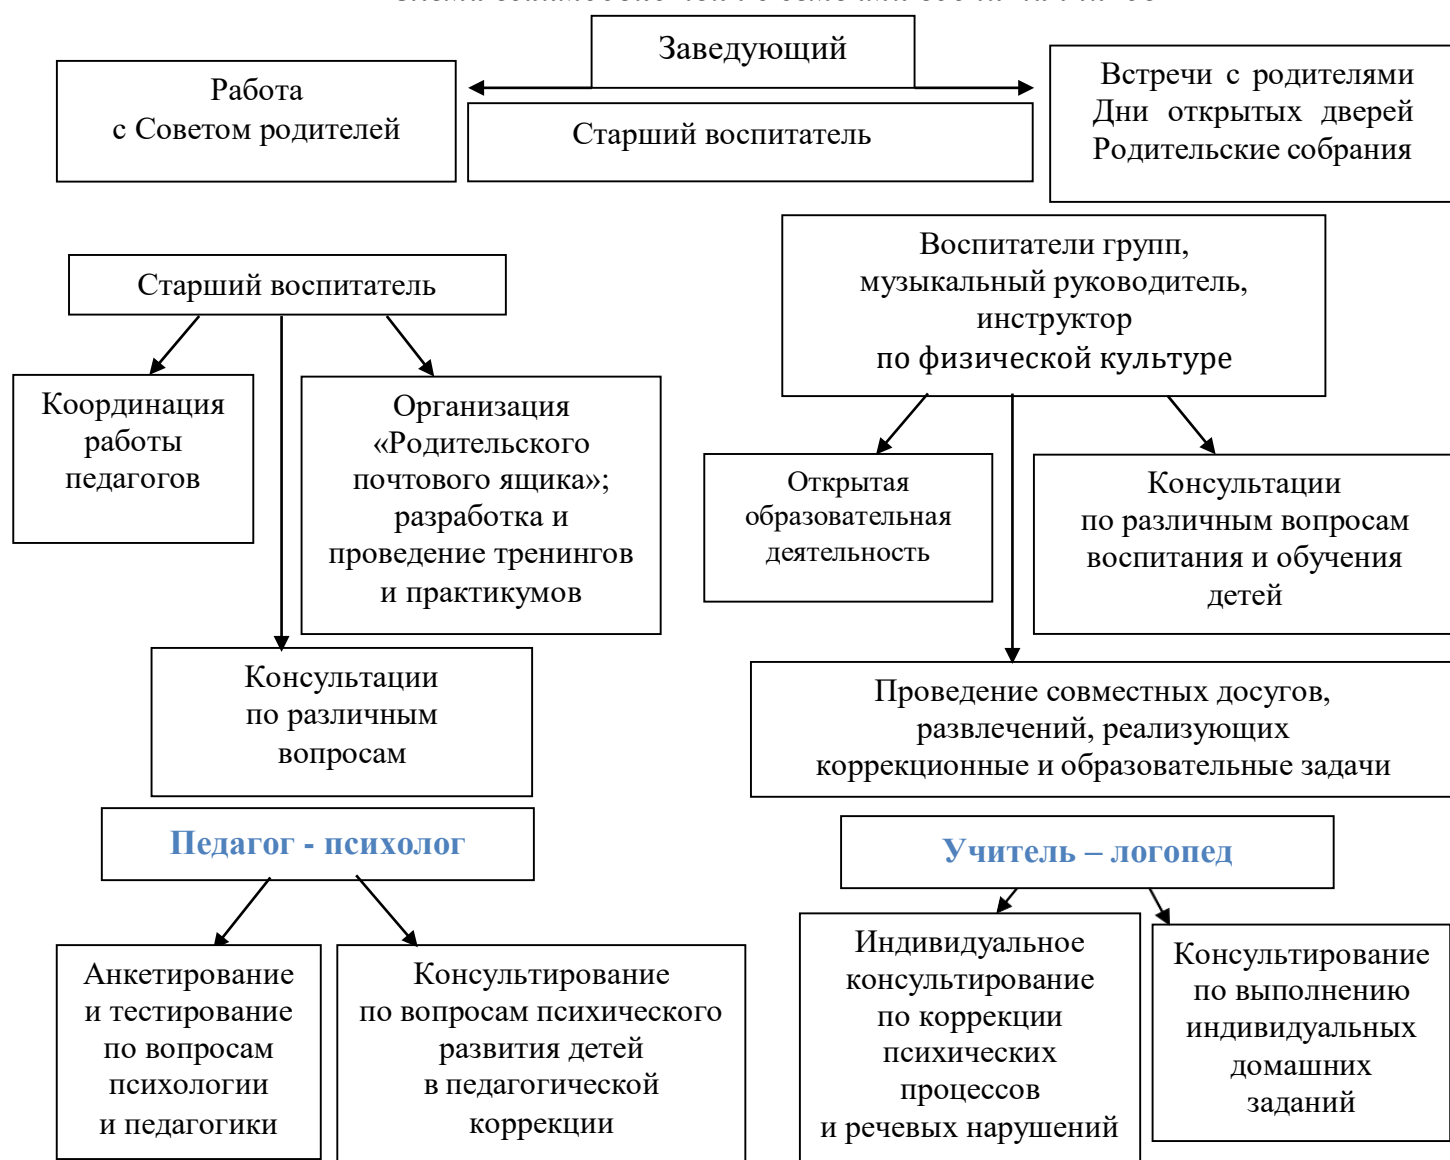 Заведующий
Работа
с Советом родителей
Старший воспитатель
Встречи с родителями
Дни открытых дверей
Родительские собрания
Старший воспитатель
Координация
работы
педагогов
Организация
«Родительского
почтового ящика»;
разработка и
проведение тренингов
и практикумов
Консультации
по различным
вопросам
Воспитатели групп,
музыкальный руководитель,
инструктор
по физической культуре
Открытая
образовательная
деятельность
Консультации
по различным вопросам
воспитания и обучения
детей
Проведение совместных досугов,
развлечений, реализующих
коррекционные и образовательные задачи
Педагог - психолог
Анкетирование
и тестирование
по вопросам
психологии
и педагогики
Консультирование
по вопросам психического
развития детей
в педагогической
коррекции
Учитель – логопед
Индивидуальное
консультирование
по коррекции
психических
процессов
и речевых нарушений
Консультирование
по выполнению
индивидуальных
домашних
заданий